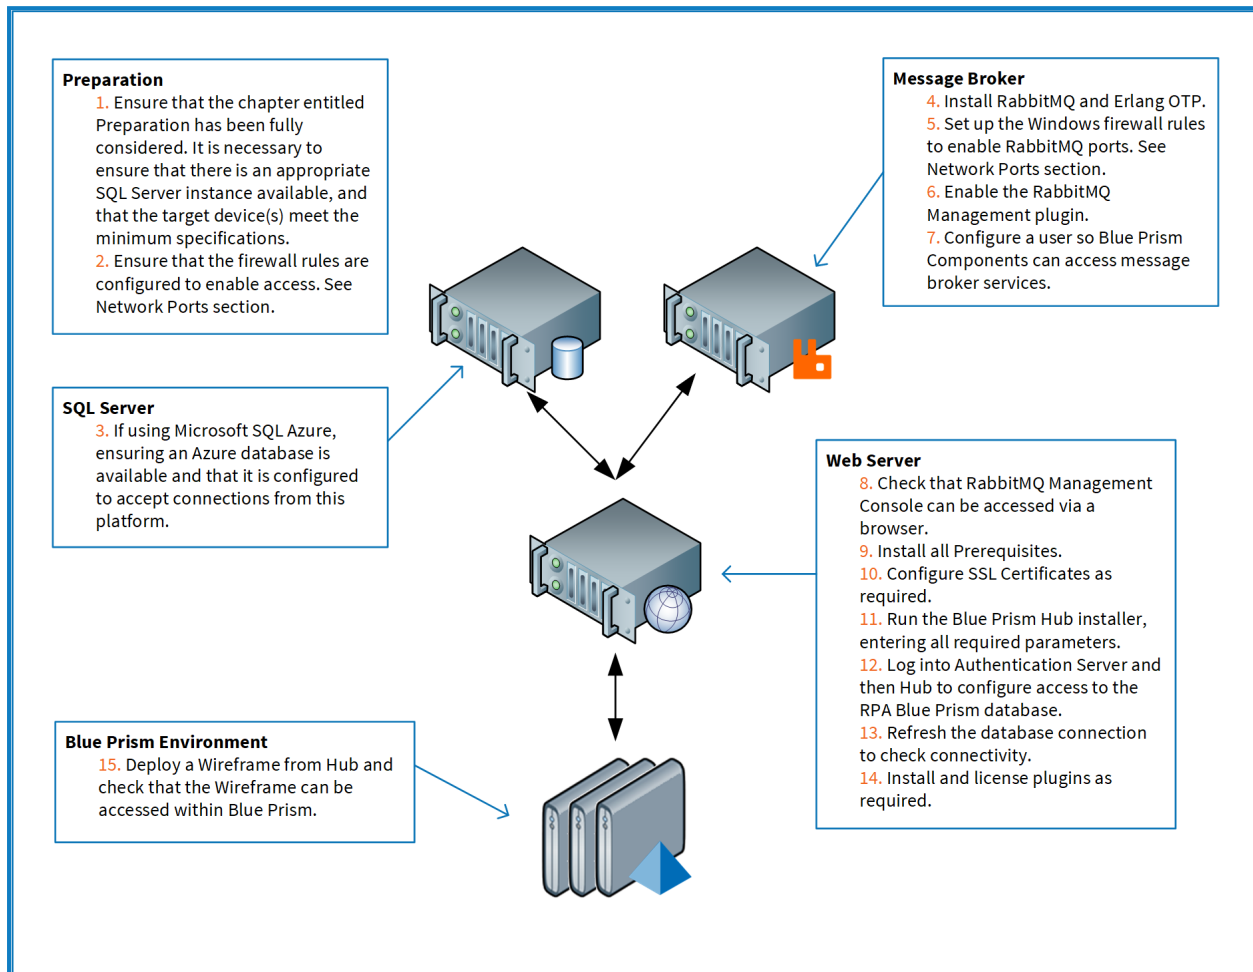 Preparation
1. Ensure that the chapter entitled
Preparation has been fully
considered. It is necessary to
ensure that there is an appropriate
SQL Server instance available, and
that the target device(s) meet the
minimum specifications.
2. Ensure that the firewall rules are
configured to enable access. See
Network Ports section.
SQL Server
3. If using Microsoft SQL Azure,
ensuring an Azure database is
available and that it is configured
to accept connections from this
platform.
Message Broker
4. Install RabbitMQ and Erlang OTP.
5. Set up the Windows firewall rules
to enable RabbitMQ ports. See
Network Ports section.
6. Enable the RabbitMQ
Management plugin.
7. Configure a user so Blue Prism
Components can access message
broker services.
Web Server
8. Check that RabbitMQ Management
Console can be accessed via a
browser.
9. Install all Prerequisites.
10. Configure SSL Certificates as
required.
11. Run the Blue Prism Hub installer,
entering all required parameters.
12. Log into Authentication Server and
then Hub to configure access to the
RPA Blue Prism database.
13. Refresh the database connection
to check connectivity.
14. Install and license plugins as
required.
Blue Prism Environment
15. Deploy a Wireframe from Hub and
check that the Wireframe can be
accessed within Blue Prism.